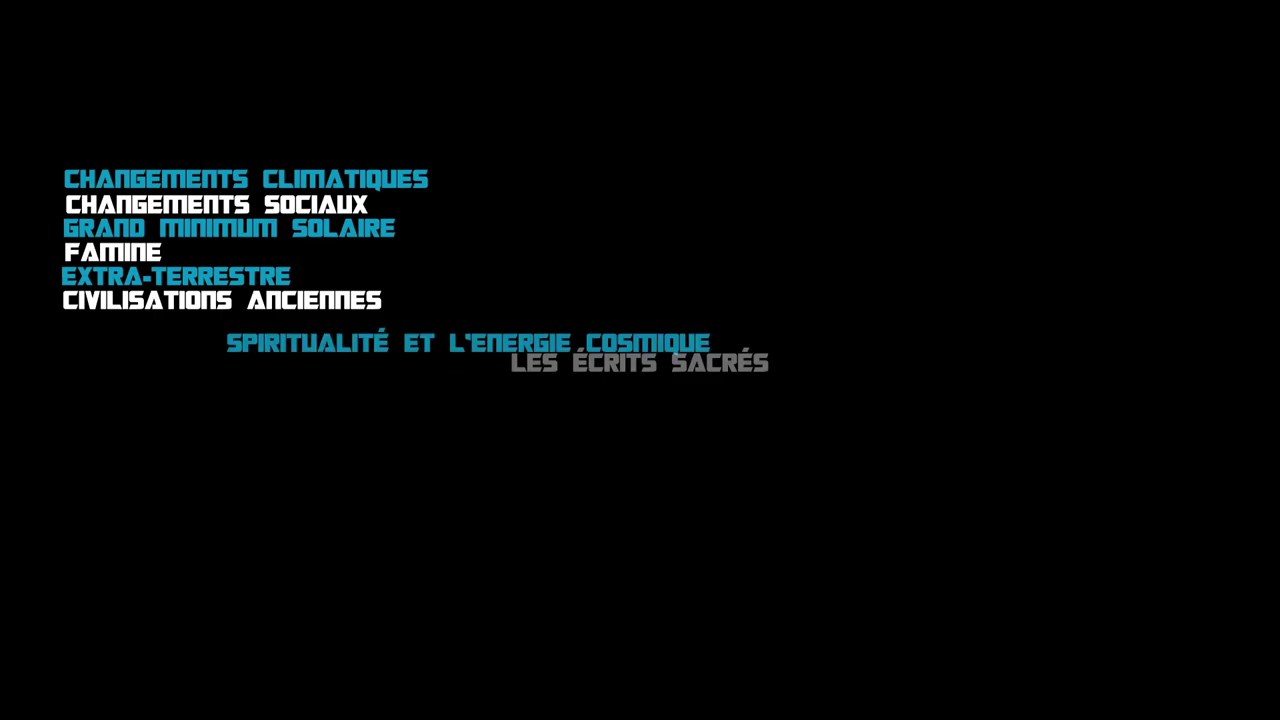 CHANGEMENTS CLIMATIQUES
CHANGEMENTS SOCIAUX
GRAND MINIMUM SOLAIRE
FAMINE
EXTRA-TERRESTRE
CIVILISATIONS ANCIENNES
SPIRITUALITÉ ET L'ENERGIE COSMIQUE
LES ÉCRITS SACRÉS